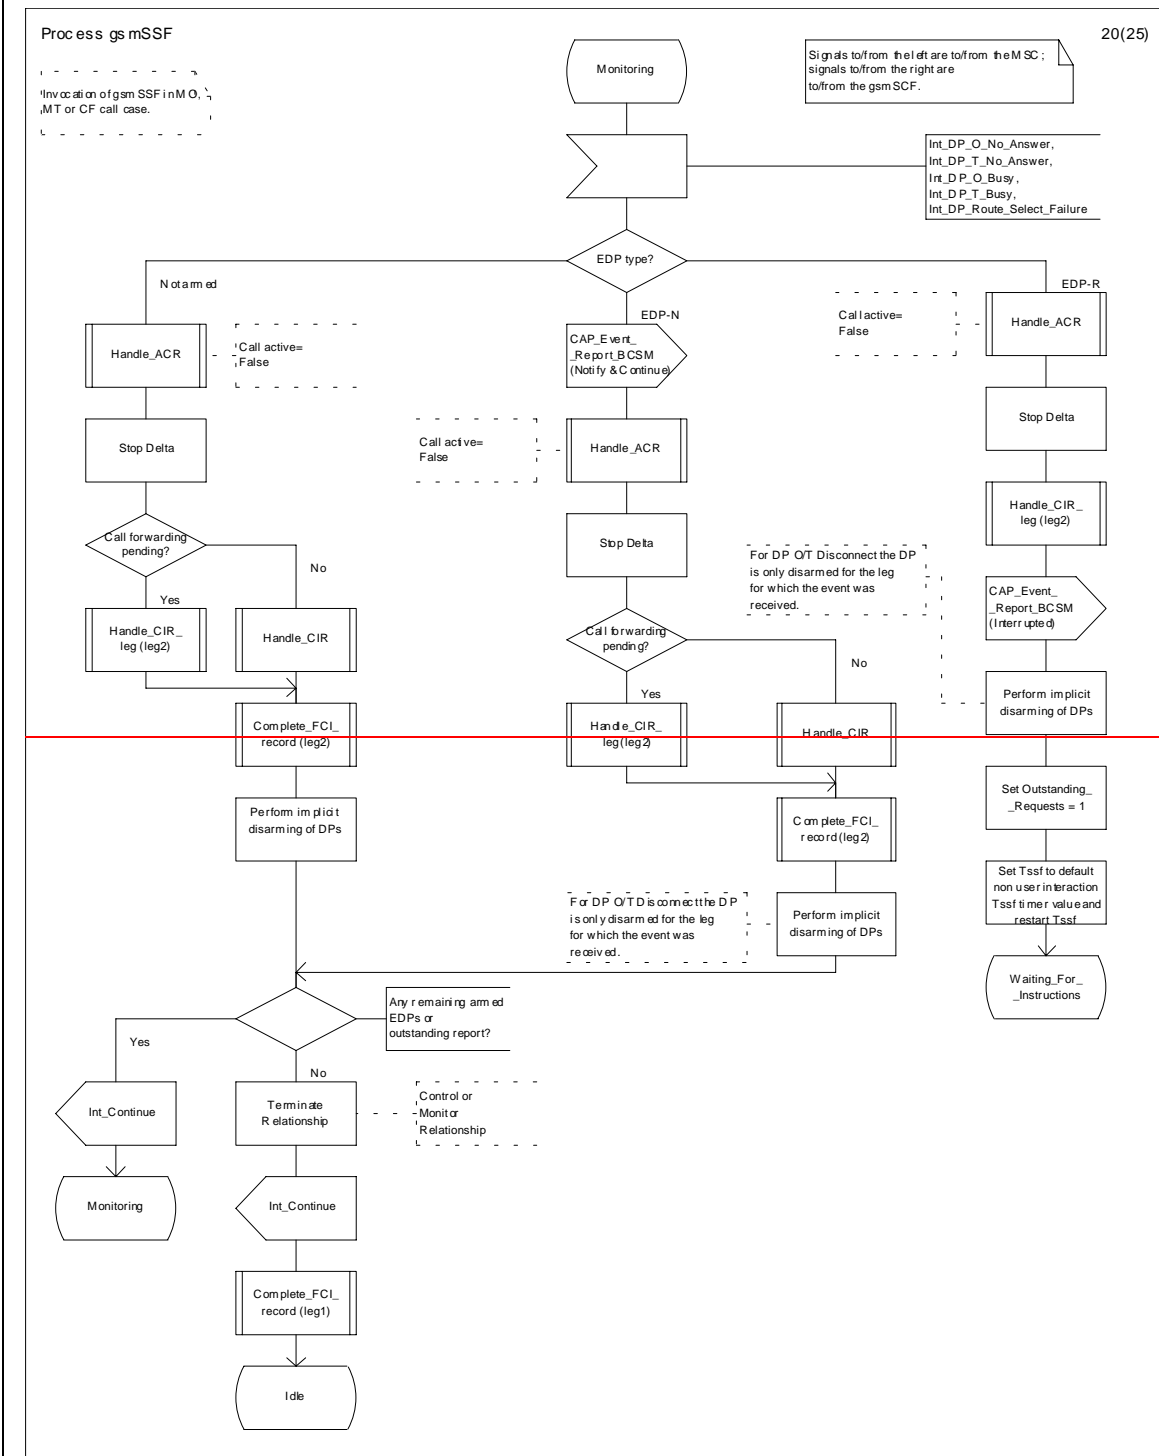 Process gsmSSF
20(25)
Invocation of gsmSSF in MO,
MT or CF call case.
Monitoring
Signals to/from the left are to/from the MSC;
signals to/from the right are
to/from the gsmSCF.
Int_DP_O_No_Answer,
Int_DP_T_No_Answer,
Int_DP_O_Busy,
Int_DP_T_Busy,
Int_DP_Route_Select_Failure
EDP type?
Not armed
EDP-N
EDP-R
Handle_ACR
Call active=
False
CAP_Event_
_Report_BCSM
(Notify & Continue)
Call active=
False
Handle_ACR
Stop Delta
Call active=
False
Handle_ACR
Stop Delta
Call forwarding
pending?
No
Yes
Stop Delta
Handle_CIR_
leg (leg2)
For DP O/T Disconnect the DP
is only disarmed for the leg
for which the event was
received.
CAP_Event_
_Report_BCSM
(Interrupted)
Handle_CIR_
leg (leg2)
Handle_CIR
Call forwarding
pending?
No
Yes
Perform implicit
disarming of DPs
Complete_FCI_
record (leg2)
Handle_CIR_
leg (leg2)
Handle_CIR
Perform implicit
disarming of DPs
Complete_FCI_
record (leg2)
Set Outstanding_
_Requests = 1
Set Tssf to default
non user interaction
Tssf timer value and
restart Tssf
For DP O/T Disconnect the DP
is only disarmed for the leg
for which the event was
received.
Perform implicit
disarming of DPs
Waiting_For_
_Instructions
Any remaining armed
EDPs or
outstanding report?
Yes
No
Int_Continue
Terminate
Relationship
Control or
Monitor
Relationship
Monitoring
Int_Continue
Complete_FCI_
record (leg1)
Idle